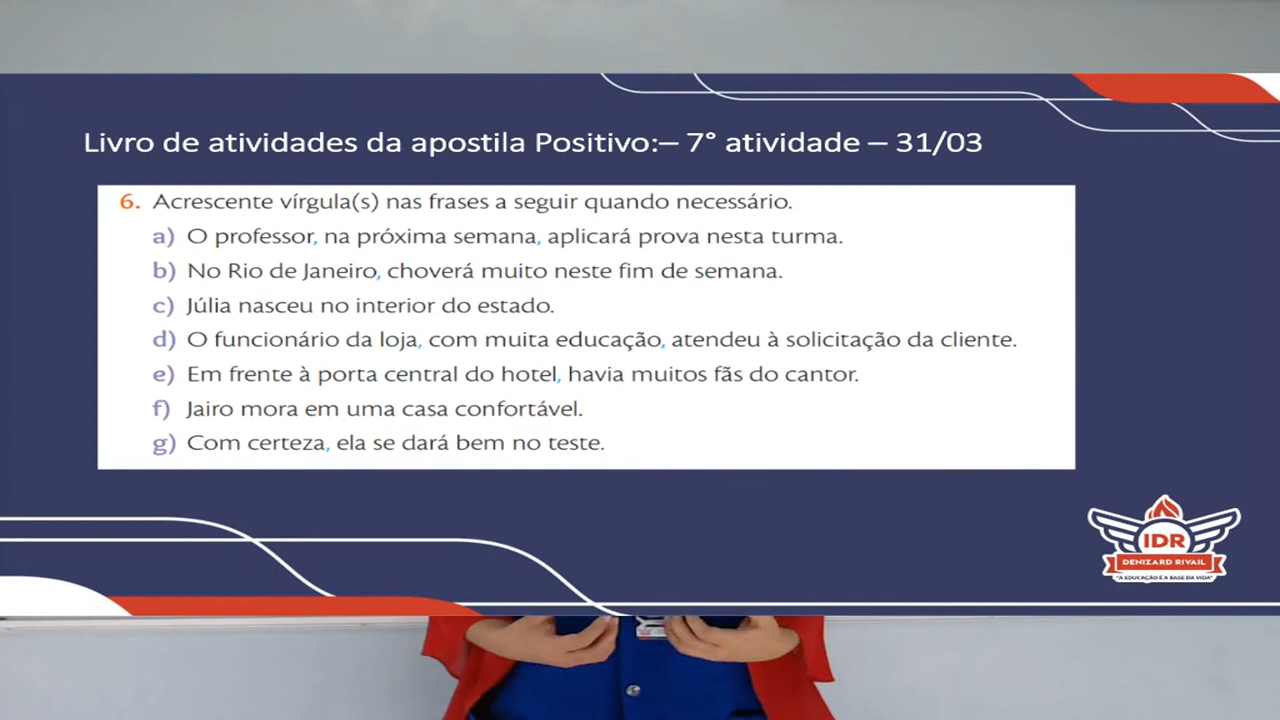 Livro de atividades da apostila Positivo:– 7° atividade – 31/03
6. Acrescente vírgula(s) nas frases a seguir quando necessário.
a) O professor, na próxima semana, aplicará prova nesta turma.
b) No Rio de Janeiro, choverá muito neste fim de semana.
c) Júlia nasceu no interior do estado.
d) O funcionário da loja, com muita educação, atendeu à solicitação da cliente.
e) Em frente à porta central do hotel, havia muitos fãs do cantor.
f) Jairo mora em uma casa confortável.
g) Com certeza, ela se dará bem no teste.
IDR
DENIZARD RIVAIL
"A EDUCAÇÃO É A BASE DA VIDA"